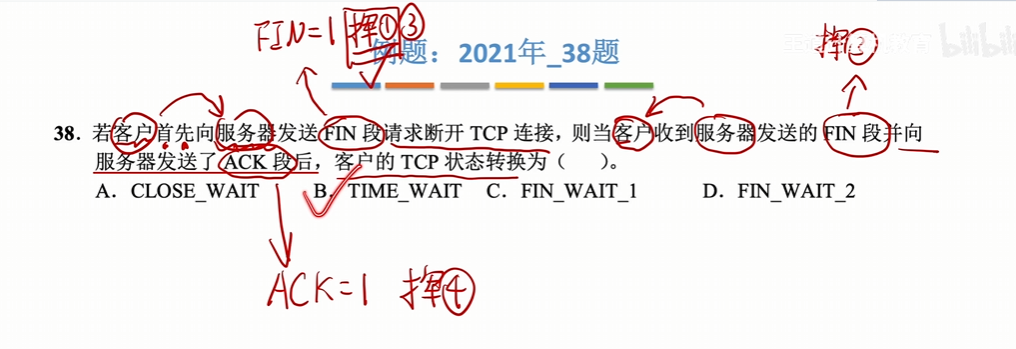 FIN=1 挥① ③
挥③
例题：2021年_38题
bilibili
38. 若客户首先向服务器发送 FIN 段请求断开 TCP 连接，则当客户收到服务器发送的 FIN 段并向
服务器发送了 ACK 段后，客户的 TCP 状态转换为（ ）。
A. CLOSE_WAIT B. TIME_WAIT C. FIN_WAIT_1 D. FIN_WAIT_2
ACK=1 挥④